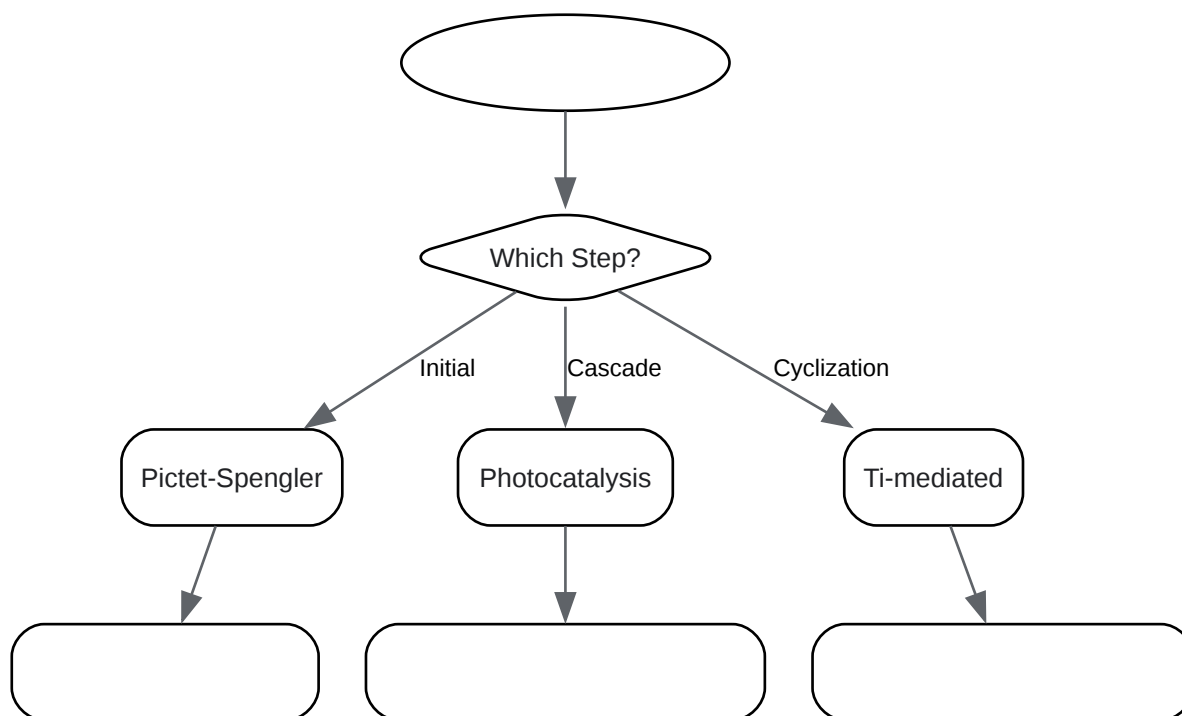 Which Step?
Initial
Cascade
Cyclization
Pictet-Spengler
Photocatalysis
Ti-mediated